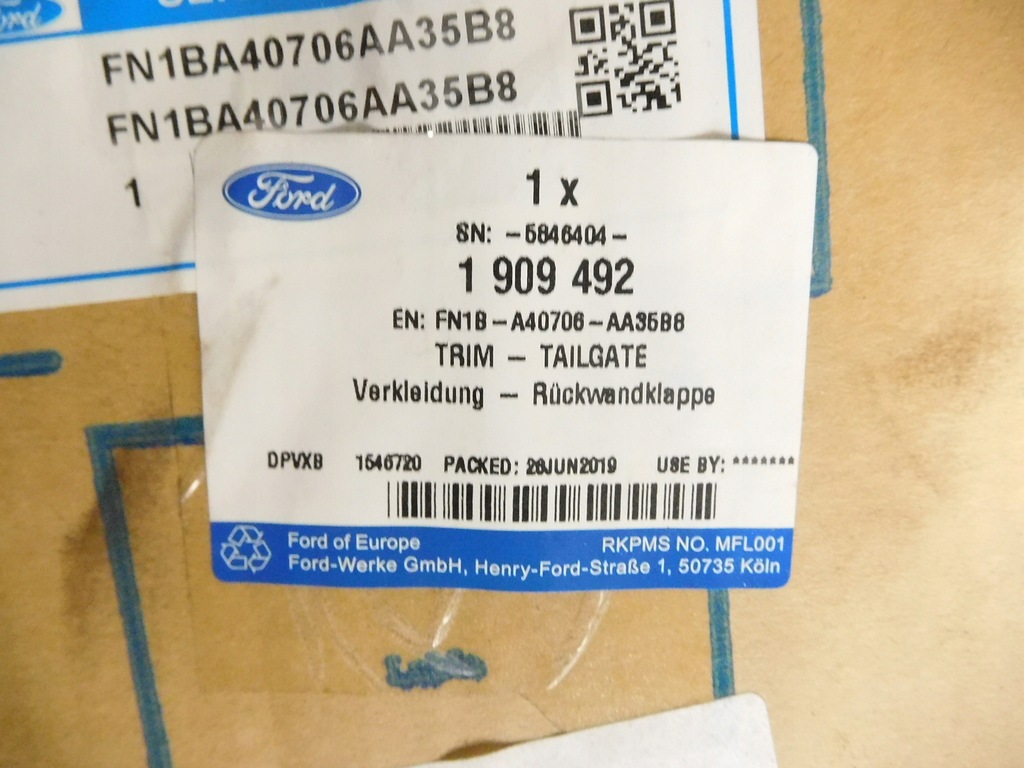 Ford
FN1BA40706AA35B8
FN1BA40706AA35B8
1
Ford
1 x
SN: -5846404-
1 909 492
EN: FN1B-A40706-AA35B8
TRIM - TAILGATE
Verkleidung - Rückwandklappe
DPVXB 1546720 PACKED: 26JUN2019 USE BY: *******
Ford of Europe RKPMS NO. MFL001
Ford-Werke GmbH, Henry-Ford-Straße 1, 50735 Köln